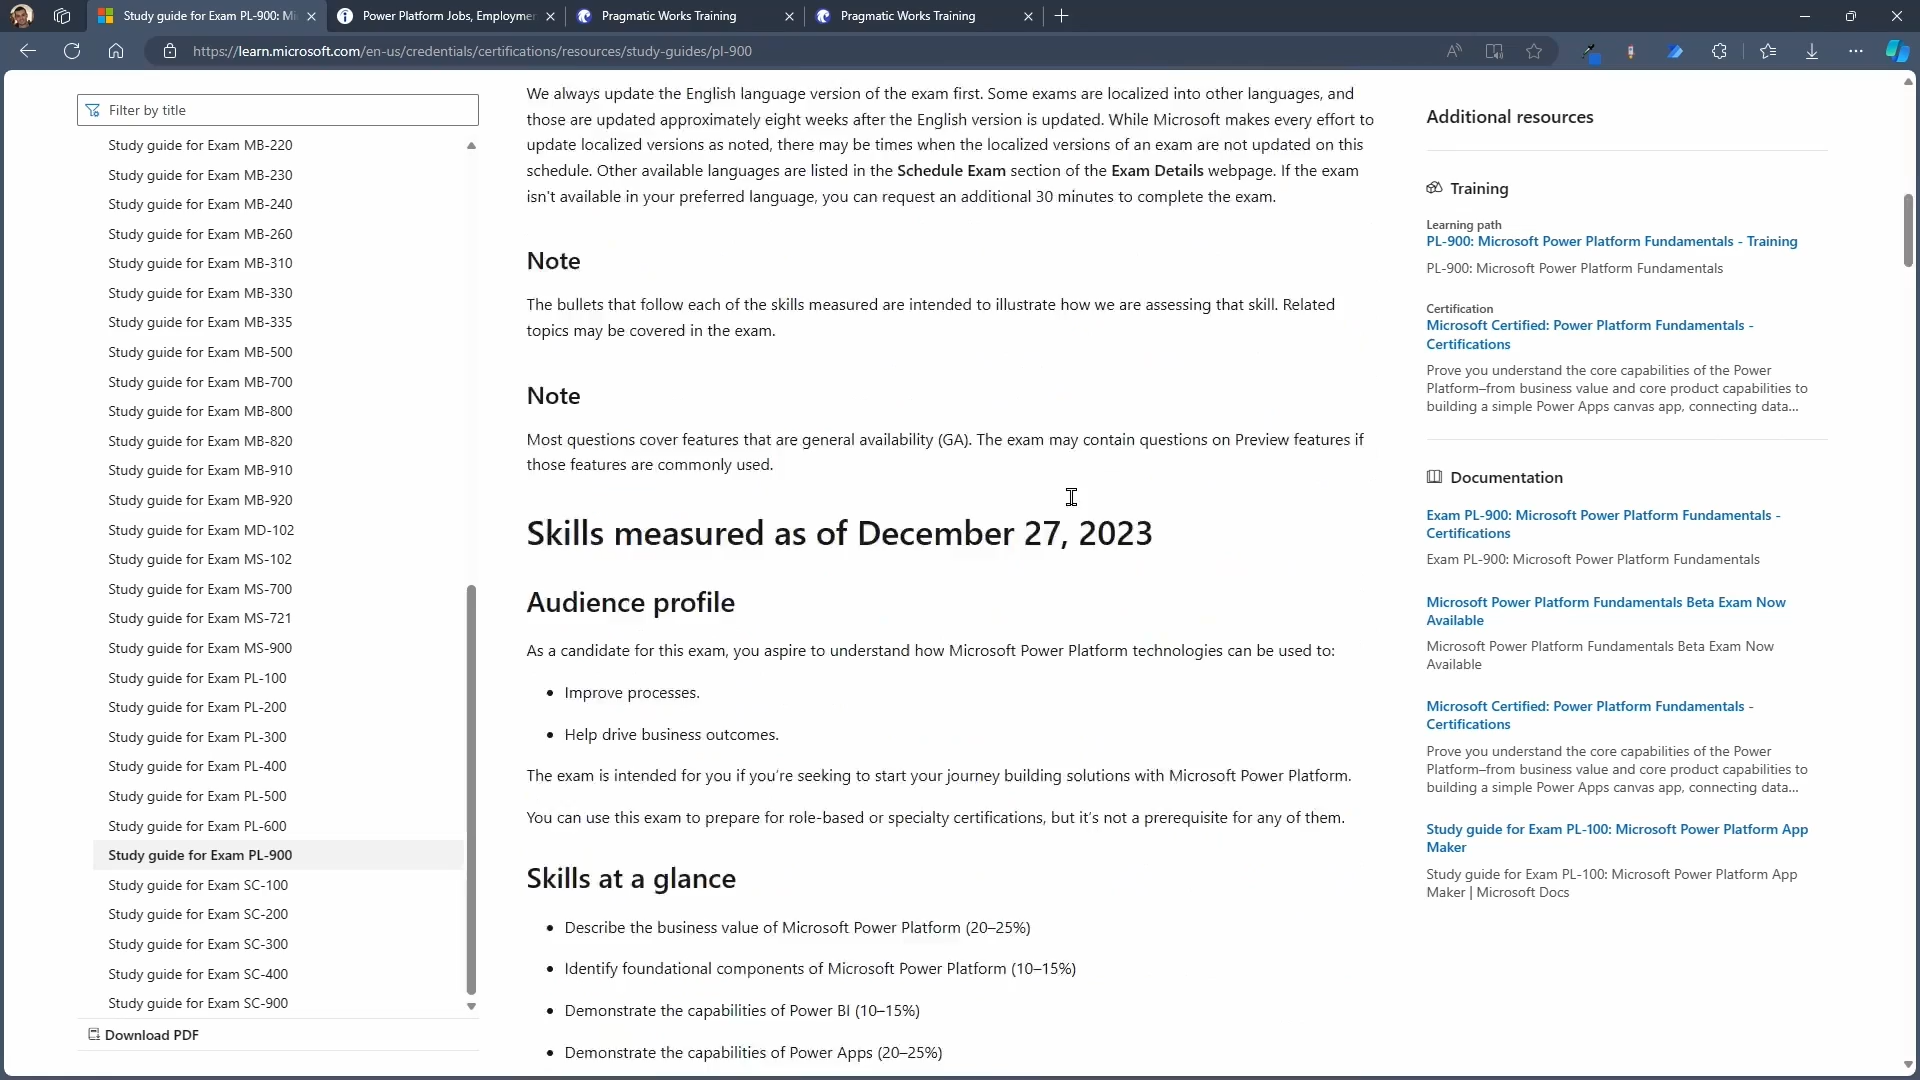 Study guide for Exam PL-900: Mi
Power Platform Jobs, Employmen
Pragmatic Works Training
Pragmatic Works Training
https://learn.microsoft.com/en-us/credentials/certifications/resources/study-guides/pl-900
Filter by title
Study guide for Exam MB-220
Study guide for Exam MB-230
Study guide for Exam MB-240
Study guide for Exam MB-260
Study guide for Exam MB-310
Study guide for Exam MB-330
Study guide for Exam MB-335
Study guide for Exam MB-500
Study guide for Exam MB-700
Study guide for Exam MB-800
Study guide for Exam MB-820
Study guide for Exam MB-910
Study guide for Exam MB-920
Study guide for Exam MD-102
Study guide for Exam MS-102
Study guide for Exam MS-700
Study guide for Exam MS-721
Study guide for Exam MS-900
Study guide for Exam PL-100
Study guide for Exam PL-200
Study guide for Exam PL-300
Study guide for Exam PL-400
Study guide for Exam PL-500
Study guide for Exam PL-600
Study guide for Exam PL-900
Study guide for Exam SC-100
Study guide for Exam SC-200
Study guide for Exam SC-300
Study guide for Exam SC-400
Study guide for Exam SC-900
Download PDF
We always update the English language version of the exam first. Some exams are localized into other languages, and
those are updated approximately eight weeks after the English version is updated. While Microsoft makes every effort to
update localized versions as noted, there may be times when the localized versions of an exam are not updated on this
schedule. Other available languages are listed in the Schedule Exam section of the Exam Details webpage. If the exam
isn't available in your preferred language, you can request an additional 30 minutes to complete the exam.
Note
The bullets that follow each of the skills measured are intended to illustrate how we are assessing that skill. Related
topics may be covered in the exam.
Note
Most questions cover features that are general availability (GA). The exam may contain questions on Preview features if
those features are commonly used.
Skills measured as of December 27, 2023
Audience profile
As a candidate for this exam, you aspire to understand how Microsoft Power Platform technologies can be used to:
• Improve processes.
• Help drive business outcomes.
The exam is intended for you if you're seeking to start your journey building solutions with Microsoft Power Platform.
You can use this exam to prepare for role-based or specialty certifications, but it's not a prerequisite for any of them.
Skills at a glance
• Describe the business value of Microsoft Power Platform (20–25%)
• Identify foundational components of Microsoft Power Platform (10–15%)
• Demonstrate the capabilities of Power BI (10–15%)
• Demonstrate the capabilities of Power Apps (20–25%)
Additional resources
Training
Learning path
PL-900: Microsoft Power Platform Fundamentals - Training
PL-900: Microsoft Power Platform Fundamentals
Certification
Microsoft Certified: Power Platform Fundamentals -
Certifications
Prove you understand the core capabilities of the Power
Platform–from business value and core product capabilities to
building a simple Power Apps canvas app, connecting data...
Documentation
Exam PL-900: Microsoft Power Platform Fundamentals -
Certifications
Exam PL-900: Microsoft Power Platform Fundamentals
Microsoft Power Platform Fundamentals Beta Exam Now
Available
Microsoft Power Platform Fundamentals Beta Exam Now
Available
Microsoft Certified: Power Platform Fundamentals -
Certifications
Prove you understand the core capabilities of the Power
Platform–from business value and core product capabilities to
building a simple Power Apps canvas app, connecting data...
Study guide for Exam PL-100: Microsoft Power Platform App
Maker
Study guide for Exam PL-100: Microsoft Power Platform App
Maker | Microsoft Docs